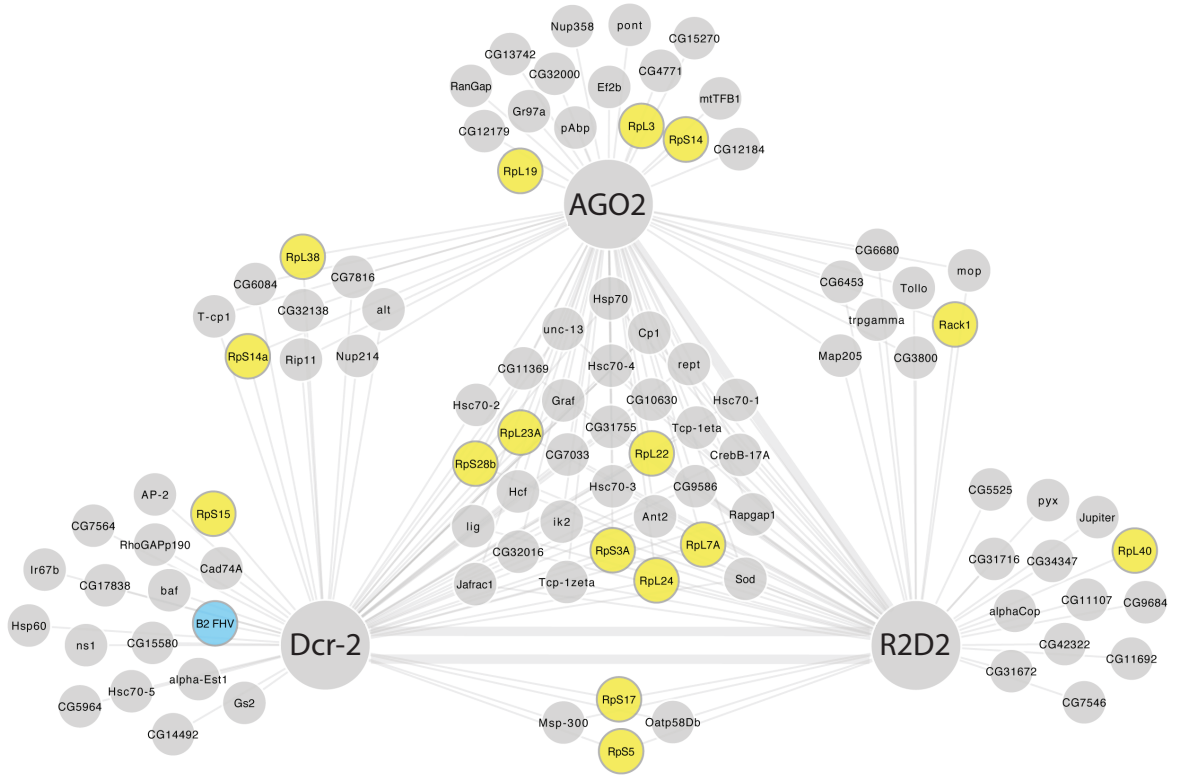 Nup358
pont
CG15270
CG13742
CG32000
CG4771
RanGap
Ef2b
mtTFB1
Gr97a
CG12179
pAbp
RpL3
RpS14
CG12184
RpL19
AGO2
RpL38
CG6084
CG7816
T-cp1
CG32138
alt
RpS14a
Rip11
Nup214
CG6680
mop
CG6453
Tollo
trpgamma
Rack1
Map205
CG3800
Hsp70
unc-13
Cp1
CG11369
Hsc70-4
rept
Hsc70-2
Graf
CG10630
Hsc70-1
RpL23A
CG31755
Tcp-1eta
RpS28b
CG7033
RpL22
CrebB-17A
Hcf
Hsc70-3
CG9586
lig
ik2
Ant2
Rapgap1
CG32016
RpS3A
RpL7A
Jafrac1
Tcp-1zeta
RpL24
Sod
AP-2
RpS15
CG7564
RhoGAPp190
Ir67b
CG17838
Cad74A
baf
Hsp60
B2 FHV
ns1
CG15580
Dcr-2
alpha-Est1
Hsc70-5
CG5964
Gs2
CG14492
CG5525
pyx
Jupiter
RpL40
CG31716
CG34347
alphaCop
CG11107
CG9684
R2D2
CG42322
CG11692
CG31672
CG7546
RpS17
Msp-300
Oatp58Db
RpS5